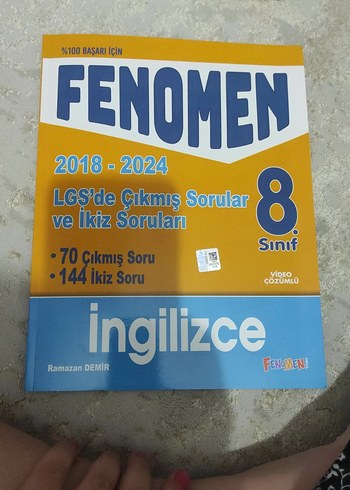 %100 BAŞARI İÇİN
FENOMEN
2018 - 2024
LGS'de Çıkmış Sorular
ve İkiz Soruları
8.
Sınıf
• 70 Çıkmış Soru
• 144 İkiz Soru
VİDEO
ÇÖZÜMLÜ
İngilizce
Ramazan DEMİR
FENOMEN